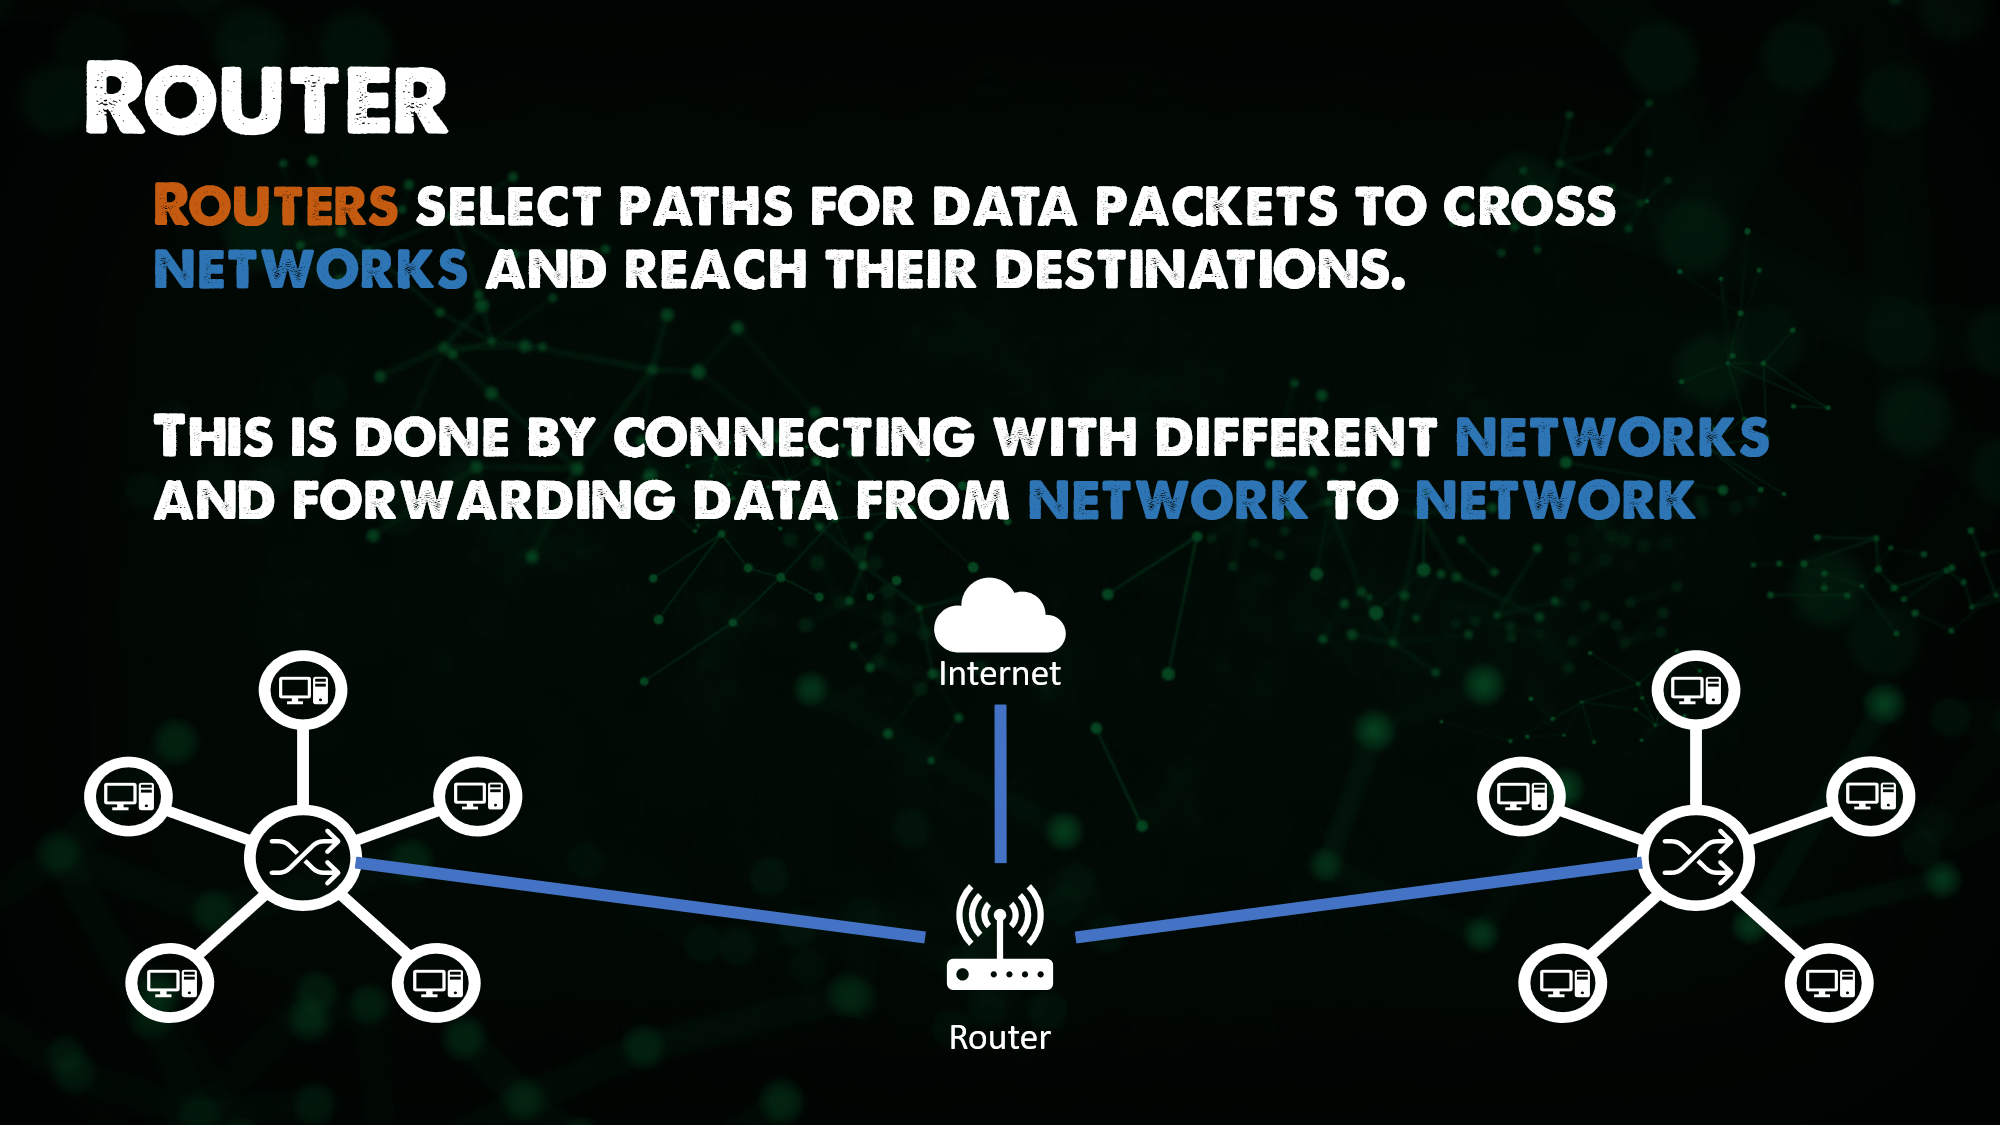 Router
Routers select paths for data packets to cross
networks and reach their destinations.
This is done by connecting with different networks
and forwarding data from network to network
Internet
Router